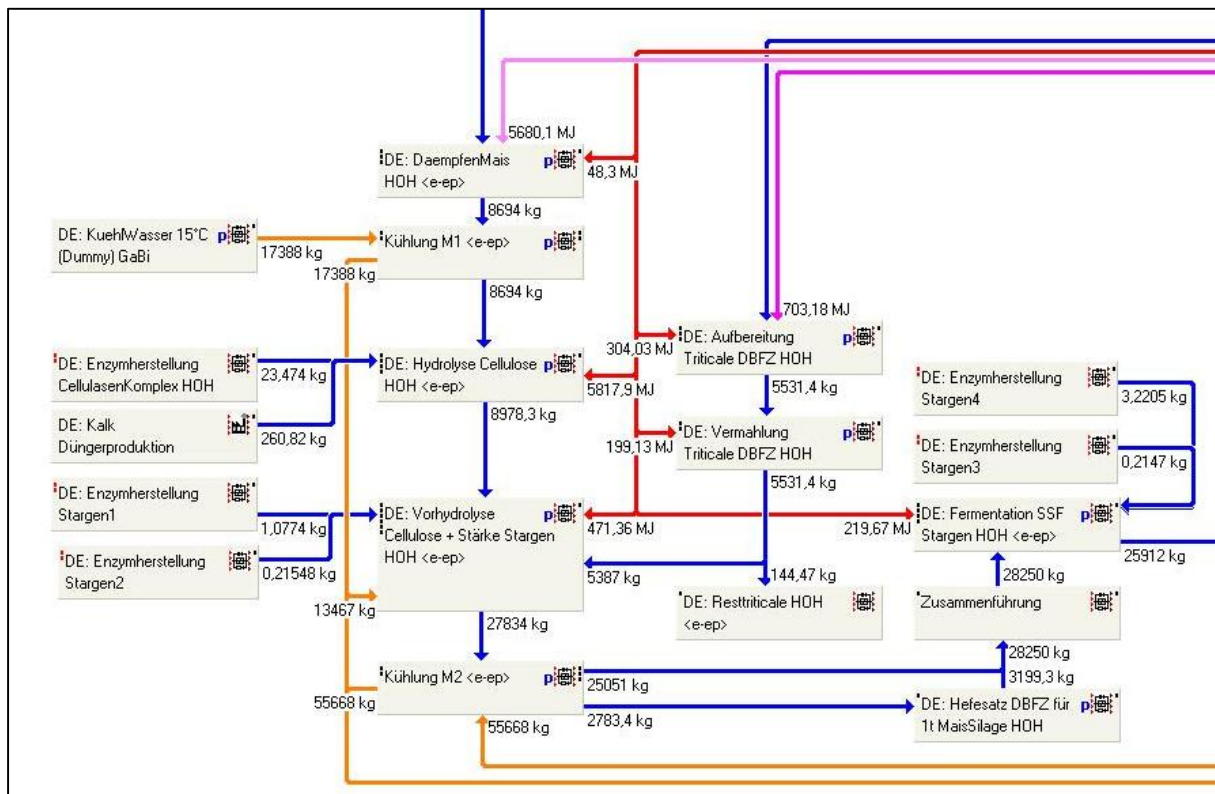 5680,1 MJ
DE: DaempfenMais
HOH <e-ep>
p
48,3 MJ
8694 kg
DE: KuehlWasser 15°C
(Dummy) GaBi
p
17388 kg
Kühlung M1 <e-ep>
p
17388 kg
8694 kg
703,18 MJ
DE: Aufbereitung
Triticale DBFZ HOH
p
304,03 MJ
5531,4 kg
DE: Enzymherstellung
CellulasenKomplex HOH
23,474 kg
DE: Hydrolyse Cellulose
HOH <e-ep>
p
5817,9 MJ
8978,3 kg
DE: Kalk
Düngerproduktion
260,82 kg
DE: Enzymherstellung
Stargen4
3,2205 kg
DE: Vermahlung
Triticale DBFZ HOH
p
199,13 MJ
5531,4 kg
DE: Enzymherstellung
Stargen3
0,2147 kg
DE: Enzymherstellung
Stargen1
1,0774 kg
DE: Vorhydrolyse
Cellulose + Stärke Stargen
HOH <e-ep>
p
471,36 MJ
DE: Fermentation SSF
Stargen HOH <e-ep>
p
219,67 MJ
25912 kg
DE: Enzymherstellung
Stargen2
0,21548 kg
5387 kg
144,47 kg
28250 kg
13467 kg
DE: Resttriticale HOH
<e-ep>
Zusammenführung
27834 kg
28250 kg
Kühlung M2 <e-ep>
p
25051 kg
3199,3 kg
55668 kg
55668 kg
2783,4 kg
DE: Hefesatz DBFZ für
1t MaisSilage HOH
p